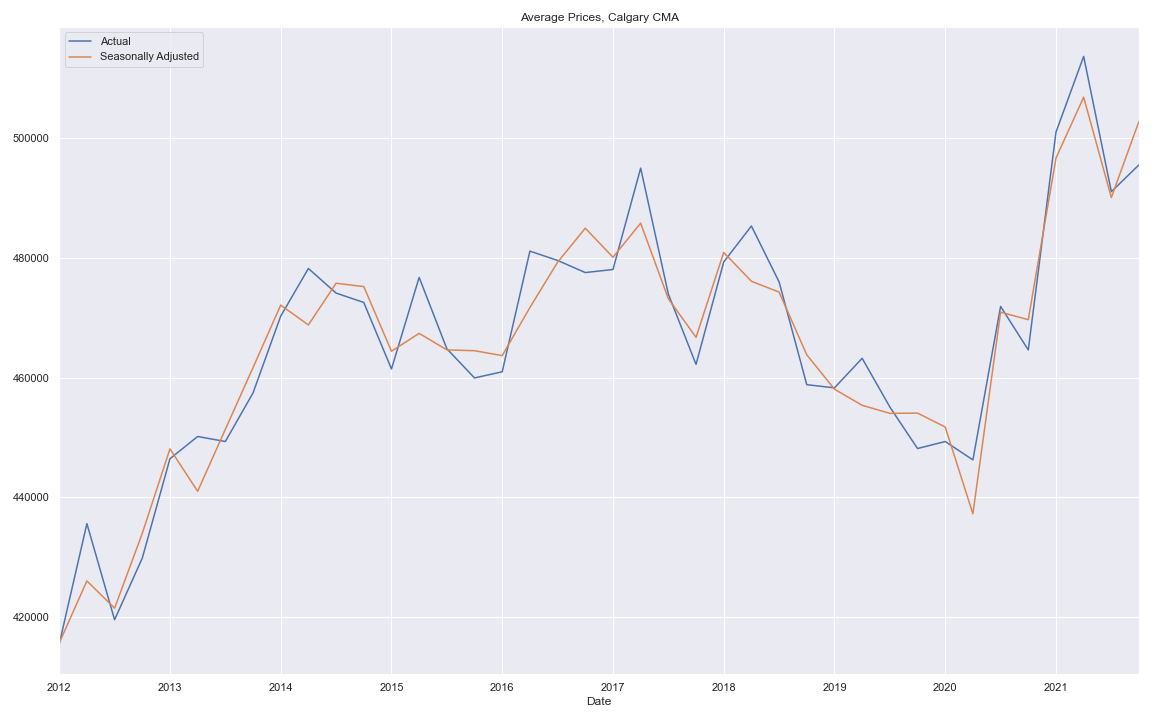 Average Prices, Calgary CMA
Actual
Seasonally Adjusted
500000
480000
460000
440000
420000
2012 2013 2014 2015 2016 2017 2018 2019 2020 2021
Date